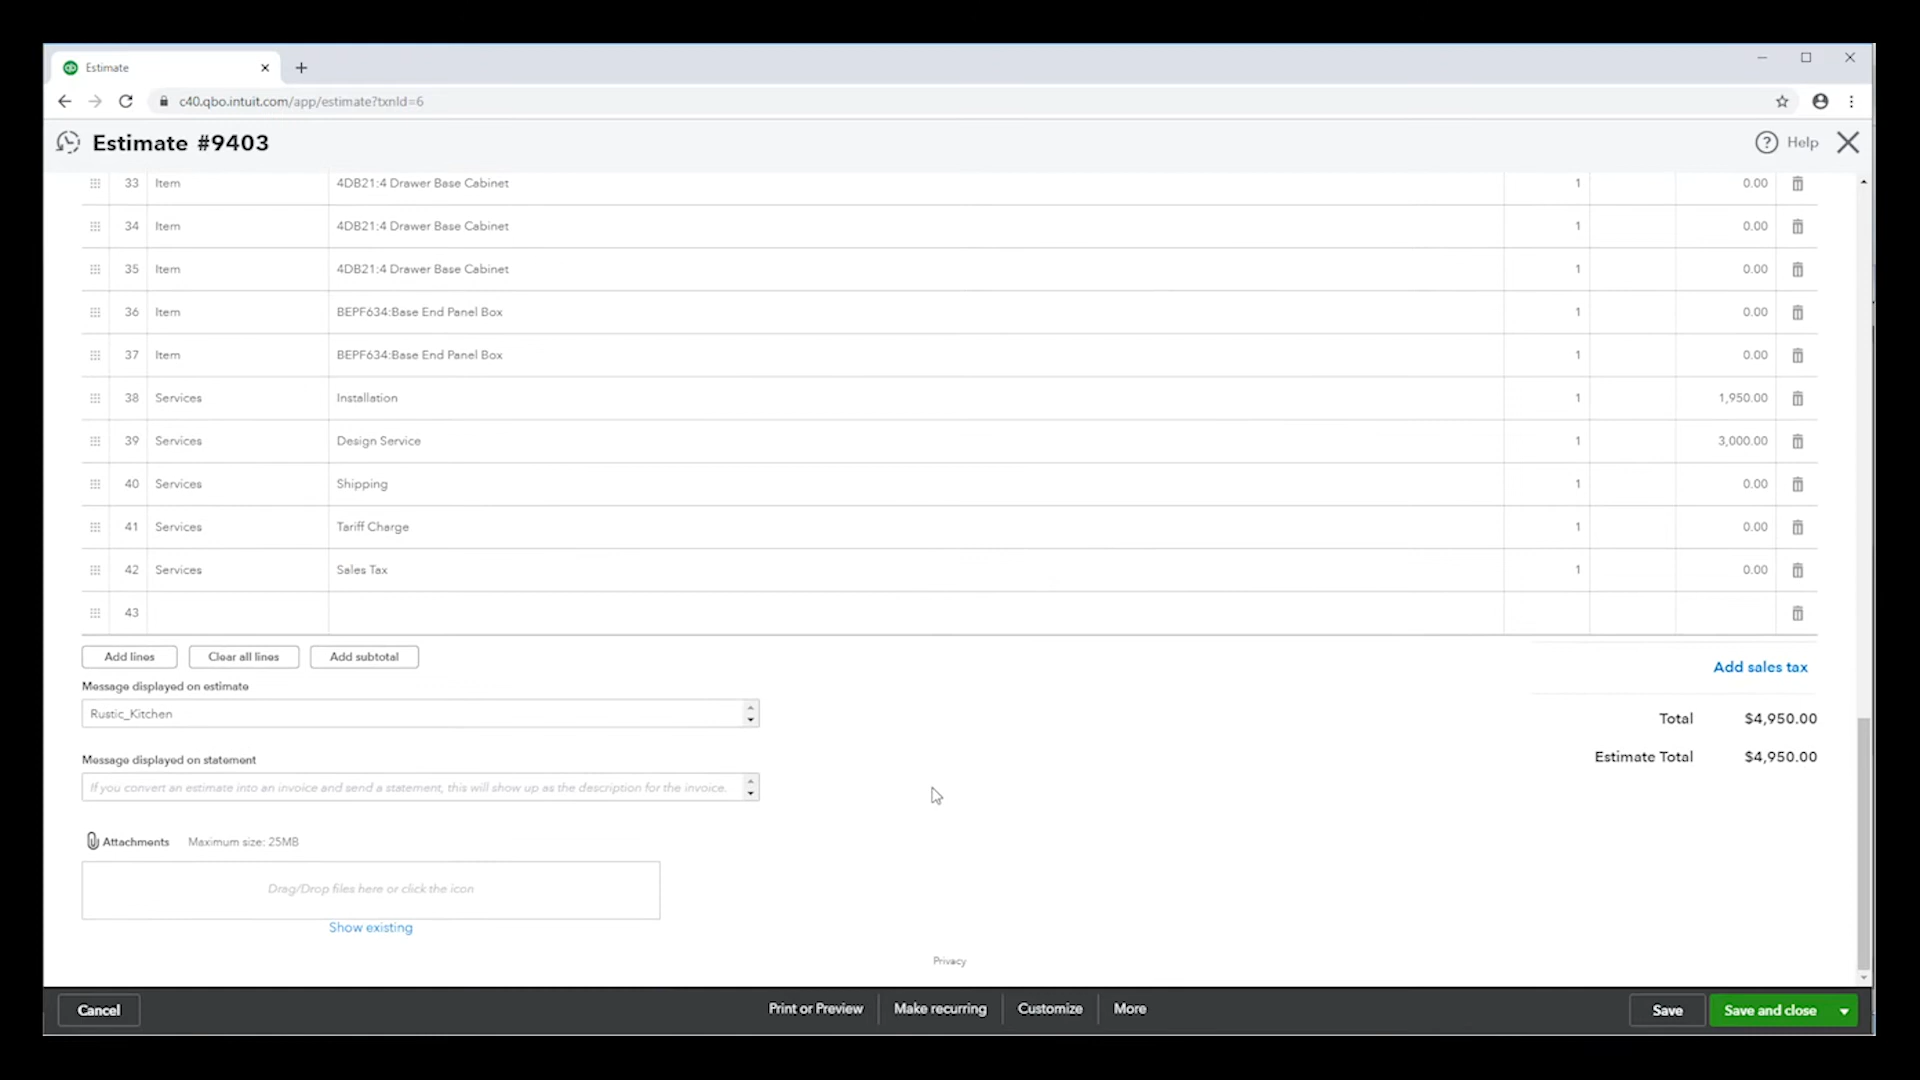 Estimate
c40.qbo.intuit.com/app/estimate?txnId=6
Estimate #9403
? Help
33 Item 4DB21:4 Drawer Base Cabinet 1 0.00
34 Item 4DB21:4 Drawer Base Cabinet 1 0.00
35 Item 4DB21:4 Drawer Base Cabinet 1 0.00
36 Item BEPF634:Base End Panel Box 1 0.00
37 Item BEPF634:Base End Panel Box 1 0.00
38 Services Installation 1 1,950.00
39 Services Design Service 1 3,000.00
40 Services Shipping 1 0.00
41 Services Tariff Charge 1 0.00
42 Services Sales Tax 1 0.00
43
Add lines Clear all lines Add subtotal
Add sales tax
Message displayed on estimate
Rustic_Kitchen
Total $4,950.00
Estimate Total $4,950.00
Message displayed on statement
If you convert an estimate into an invoice and send a statement, this will show up as the description for the invoice.
Attachments Maximum size: 25MB
Drag/Drop files here or click the icon
Show existing
Privacy
Cancel Print or Preview Make recurring Customize More Save Save and close